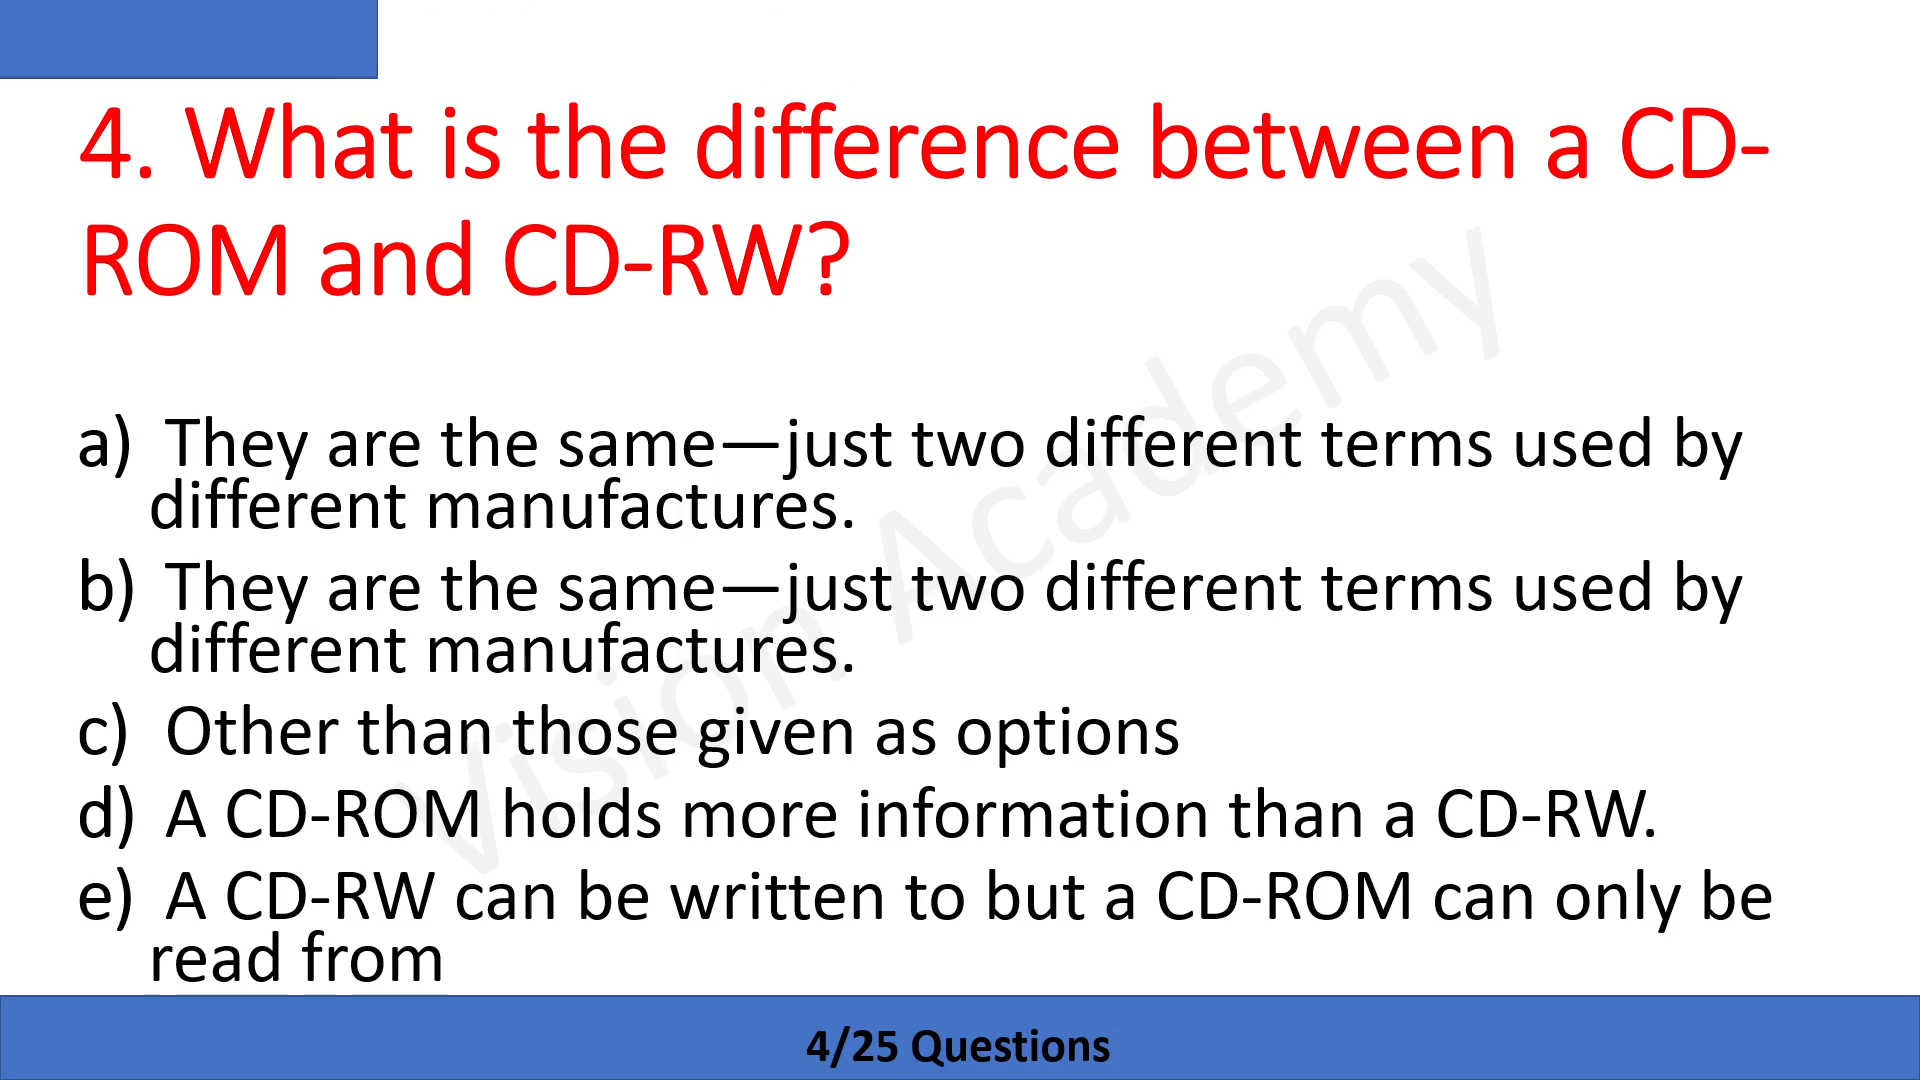 4. What is the difference between a CD-
ROM and CD-RW?
a) They are the same—just two different terms used by
different manufactures.
b) They are the same—just two different terms used by
different manufactures.
c) Other than those given as options
d) A CD-ROM holds more information than a CD-RW.
e) A CD-RW can be written to but a CD-ROM can only be
read from
Vision Academy
4/25 Questions